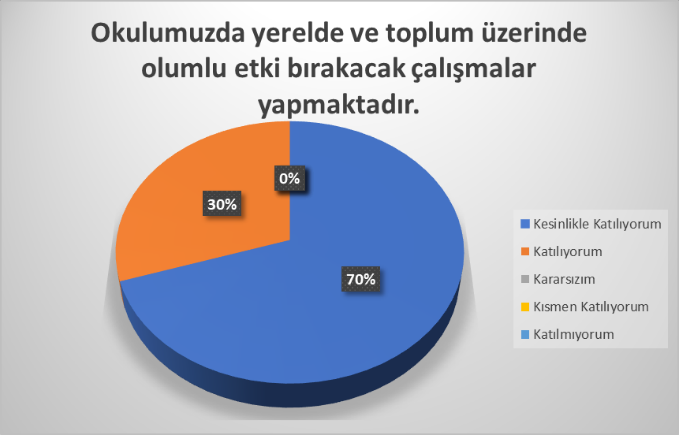 Okulumuzda yerelde ve toplum üzerinde
olumlu etki bırakacak çalışmalar
yapmaktadır.
0%
30%
70%
Kesinlikle Katılıyorum
Katılıyorum
Kararsızım
Kısmen Katılıyorum
Katılmıyorum